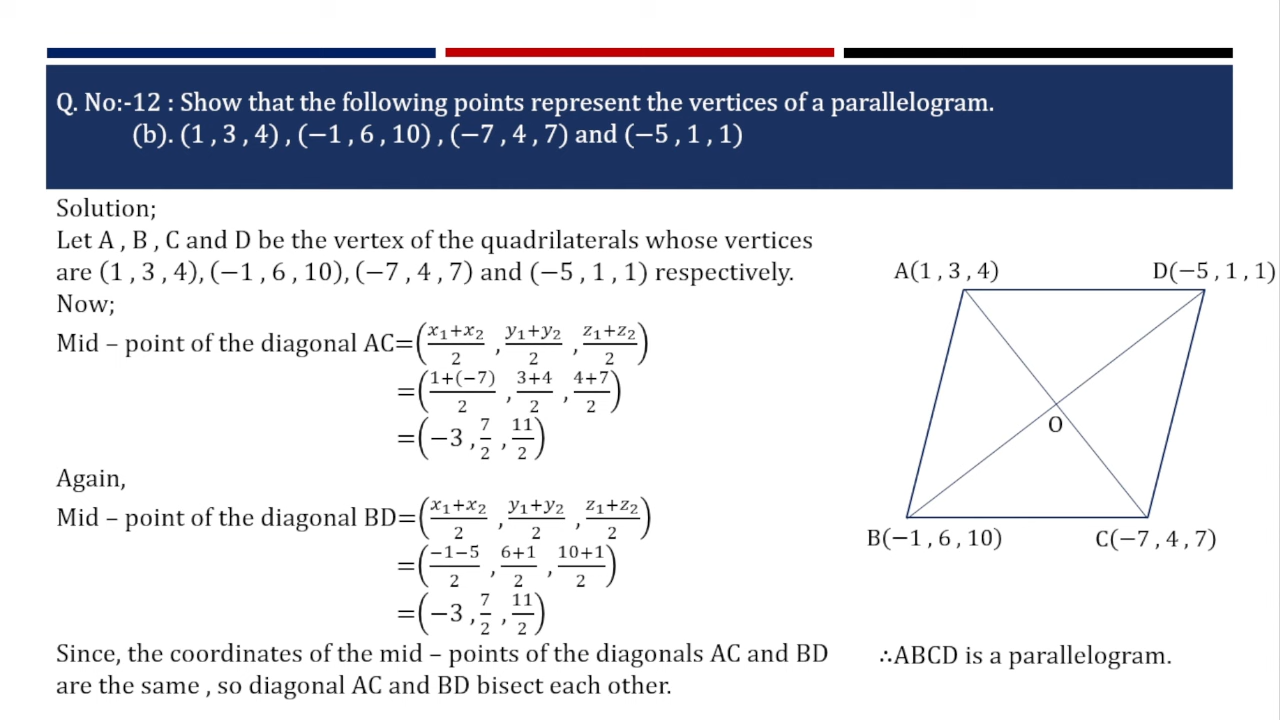 Q. No:-12 : Show that the following points represent the vertices of a parallelogram.
(b). (1 , 3 , 4) , (−1 , 6 , 10) , (−7 , 4 , 7) and (−5 , 1 , 1)
Solution;
Let A , B , C and D be the vertex of the quadrilaterals whose vertices
are (1 , 3 , 4), (−1 , 6 , 10), (−7 , 4 , 7) and (−5 , 1 , 1) respectively.
Now;
Mid – point of the diagonal AC=(x₁+x₂/2 , y₁+y₂/2 , z₁+z₂/2)
=(1+(−7)/2 , 3+4/2 , 4+7/2)
=(−3 , 7/2 , 11/2)
Again,
Mid – point of the diagonal BD=(x₁+x₂/2 , y₁+y₂/2 , z₁+z₂/2)
=(−1−5/2 , 6+1/2 , 10+1/2)
=(−3 , 7/2 , 11/2)
Since, the coordinates of the mid – points of the diagonals AC and BD
are the same , so diagonal AC and BD bisect each other.
A(1 , 3 , 4) D(−5 , 1 , 1)
O
B(−1 , 6 , 10) C(−7 , 4 , 7)
∴ABCD is a parallelogram.